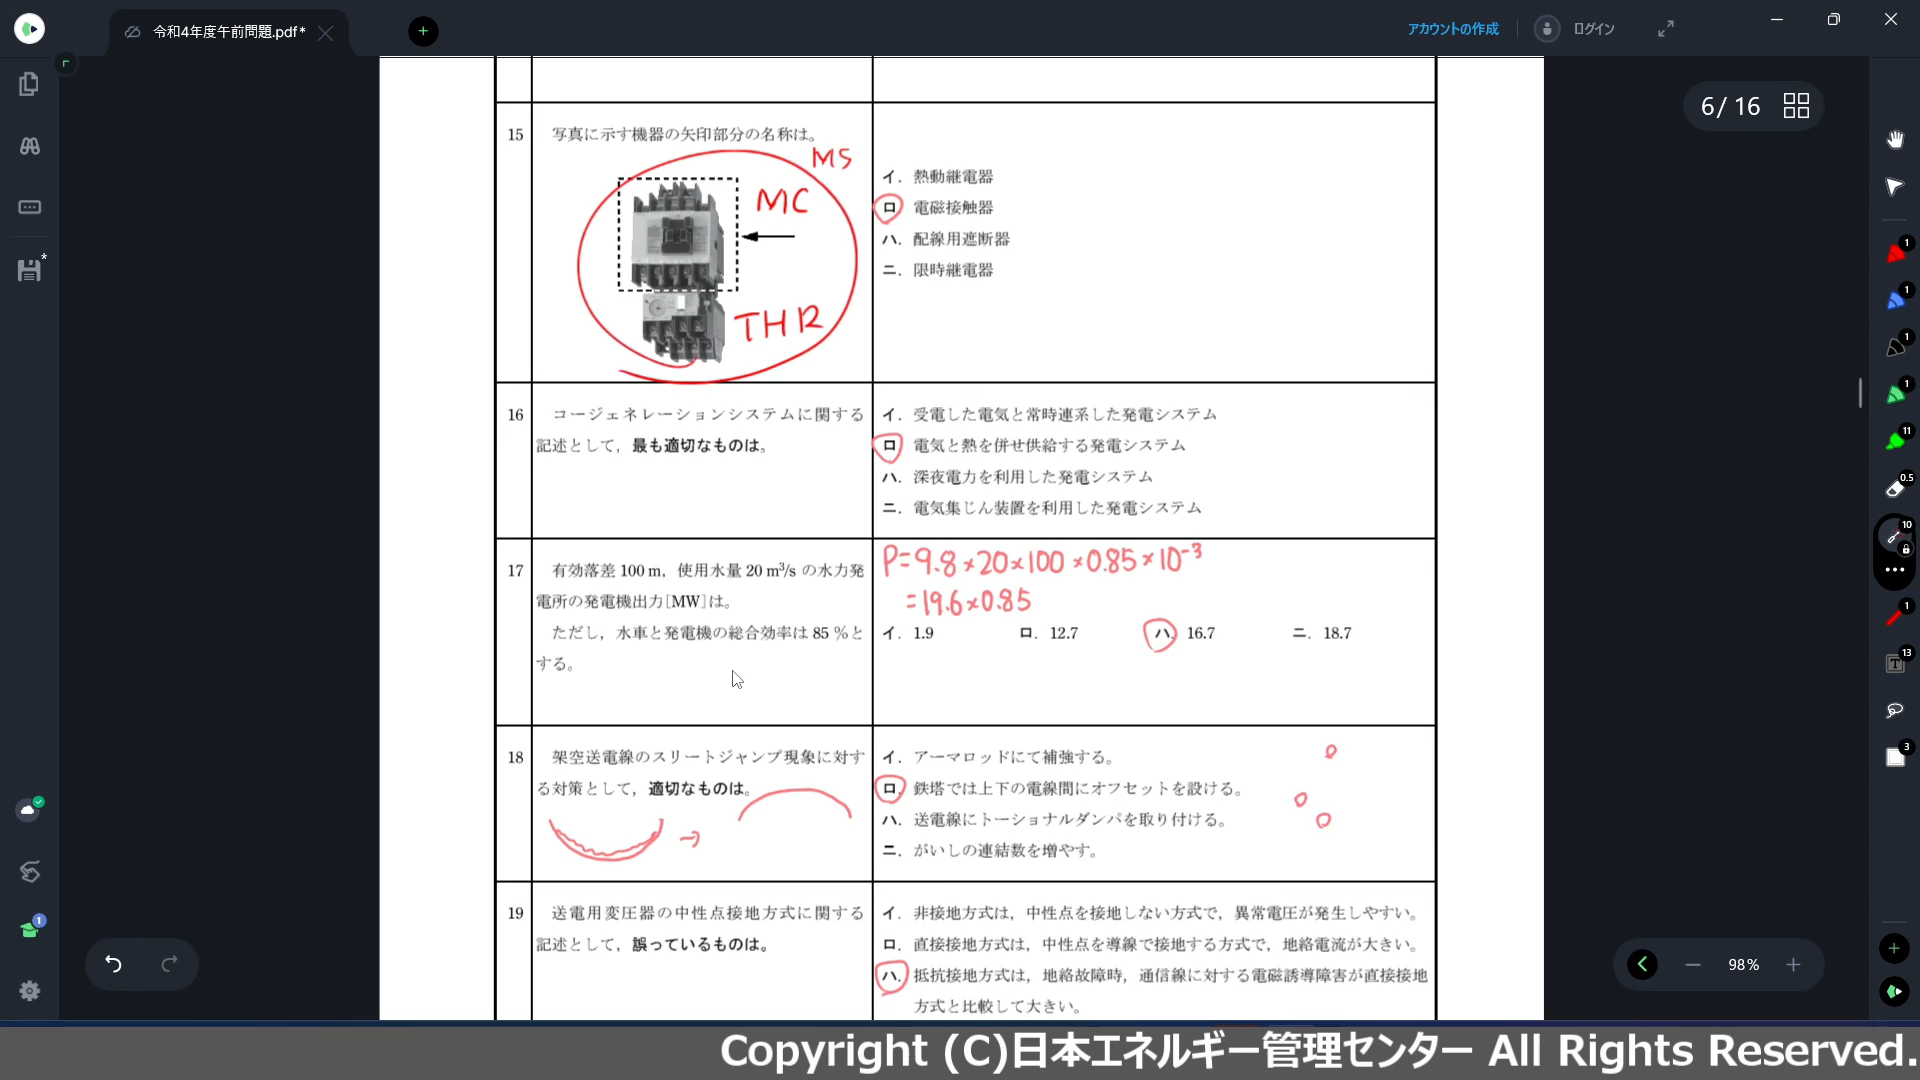 令和4年度午前問題.pdf*
アカウントの作成
ログイン
6/ 16
15 写真に示す機器の矢印部分の名称は。
MS
MC
THR
イ. 熱動継電器
ロ 電磁接触器
ハ. 配線用遮断器
ニ. 限時継電器
16 コージェネレーションシステムに関する
記述として，最も適切なものは。
イ. 受電した電気と常時連系した発電システム
ロ 電気と熱を併せ供給する発電システム
ハ. 深夜電力を利用した発電システム
ニ. 電気集じん装置を利用した発電システム
17 有効落差 100 m，使用水量 20 m³/s の水力発
電所の発電機出力[MW]は。
ただし，水車と発電機の総合効率は 85 %と
する。
P=9.8×20×100×0.85×10⁻³
=19.6×0.85
イ. 1.9 ロ. 12.7 ハ. 16.7 ニ. 18.7
18 架空送電線のスリートジャンプ現象に対す
る対策として，適切なものは。
イ. アーマロッドにて補強する。
ロ. 鉄塔では上下の電線間にオフセットを設ける。
ハ. 送電線にトーショナルダンパを取り付ける。
ニ. がいしの連結数を増やす。
19 送電用変圧器の中性点接地方式に関する
記述として，誤っているものは。
イ. 非接地方式は，中性点を接地しない方式で，異常電圧が発生しやすい。
ロ. 直接接地方式は，中性点を導線で接地する方式で，地絡電流が大きい。
ハ. 抵抗接地方式は，地絡故障時，通信線に対する電磁誘導障害が直接接地
方式と比較して大きい。
1
1
1
1
11
0.5
10
1
13
3
1
98%
Copyright (C)日本エネルギー管理センター All Rights Reserved.